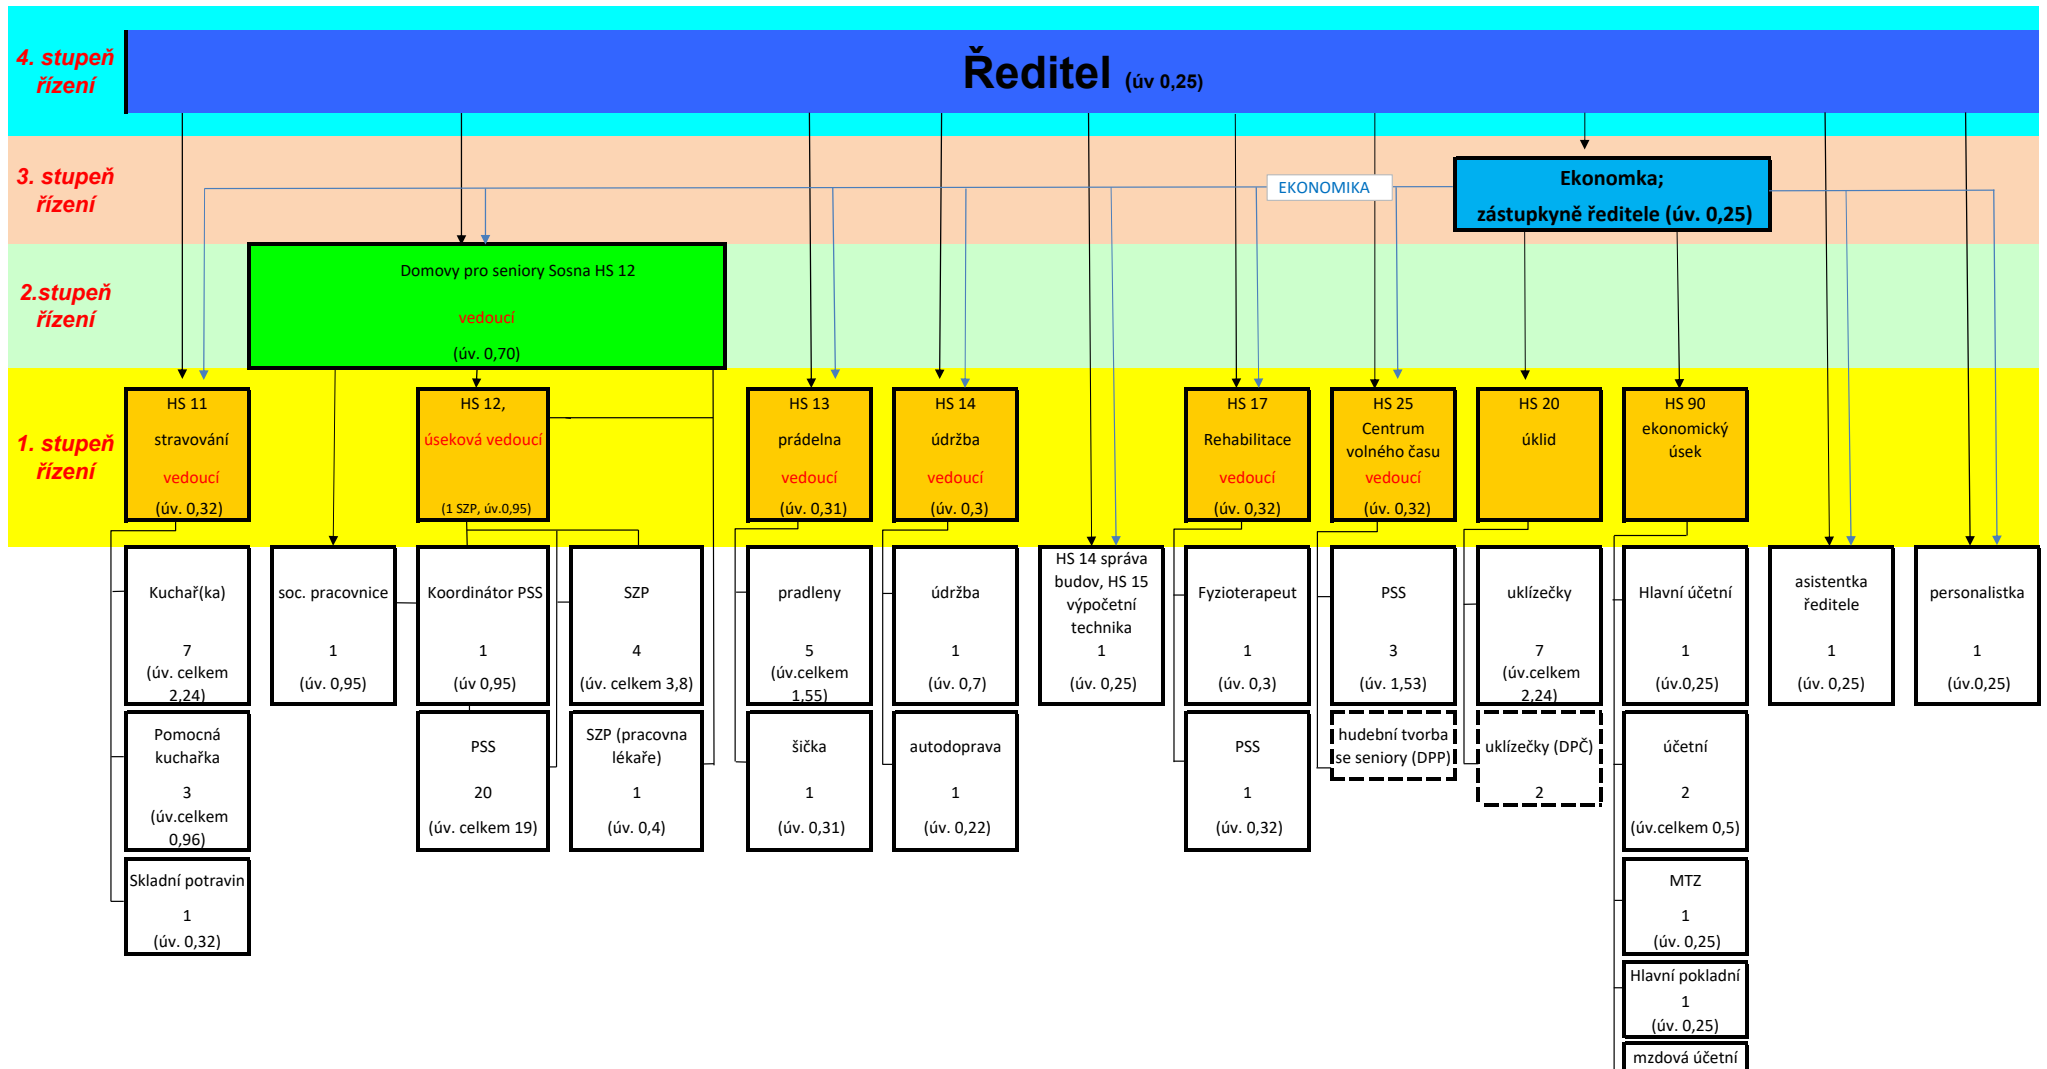 4. stupeň
řízení
Ředitel (úv 0,25)
3. stupeň
řízení
EKONOMIKA
Ekonomka;
zástupkyně ředitele (úv. 0,25)
2.stupeň
řízení
Domovy pro seniory Sosna HS 12
vedoucí
(úv. 0,70)
1. stupeň
řízení
HS 11
stravování
vedoucí
(úv. 0,32)
HS 12,
úseková vedoucí
(1 SZP, úv.0,95)
HS 13
prádelna
vedoucí
(úv. 0,31)
HS 14
údržba
vedoucí
(úv. 0,3)
HS 17
Rehabilitace
vedoucí
(úv. 0,32)
HS 25
Centrum
volného času
vedoucí
(úv. 0,32)
HS 20
úklid
HS 90
ekonomický
úsek
Kuchař(ka)
7
(úv. celkem
2,24)
soc. pracovnice
1
(úv. 0,95)
Koordinátor PSS
1
(úv 0,95)
SZP
4
(úv. celkem 3,8)
pradleny
5
(úv.celkem
1,55)
údržba
1
(úv. 0,7)
HS 14 správa
budov, HS 15
výpočetní
technika
1
(úv. 0,25)
Fyzioterapeut
1
(úv. 0,3)
PSS
3
(úv. 1,53)
uklízečky
7
(úv.celkem
2,24)
Hlavní účetní
1
(úv.0,25)
asistentka
ředitele
1
(úv. 0,25)
personalistka
1
(úv.0,25)
Pomocná
kuchařka
3
(úv.celkem
0,96)
PSS
20
(úv. celkem 19)
SZP (pracovna
lékaře)
1
(úv. 0,4)
šička
1
(úv. 0,31)
autodoprava
1
(úv. 0,22)
PSS
1
(úv. 0,32)
hudební tvorba
se seniory (DPP)
uklízečky (DPČ)
2
účetní
2
(úv.celkem 0,5)
Skladní potravin
1
(úv. 0,32)
MTZ
1
(úv. 0,25)
Hlavní pokladní
1
(úv. 0,25)
mzdová účetní